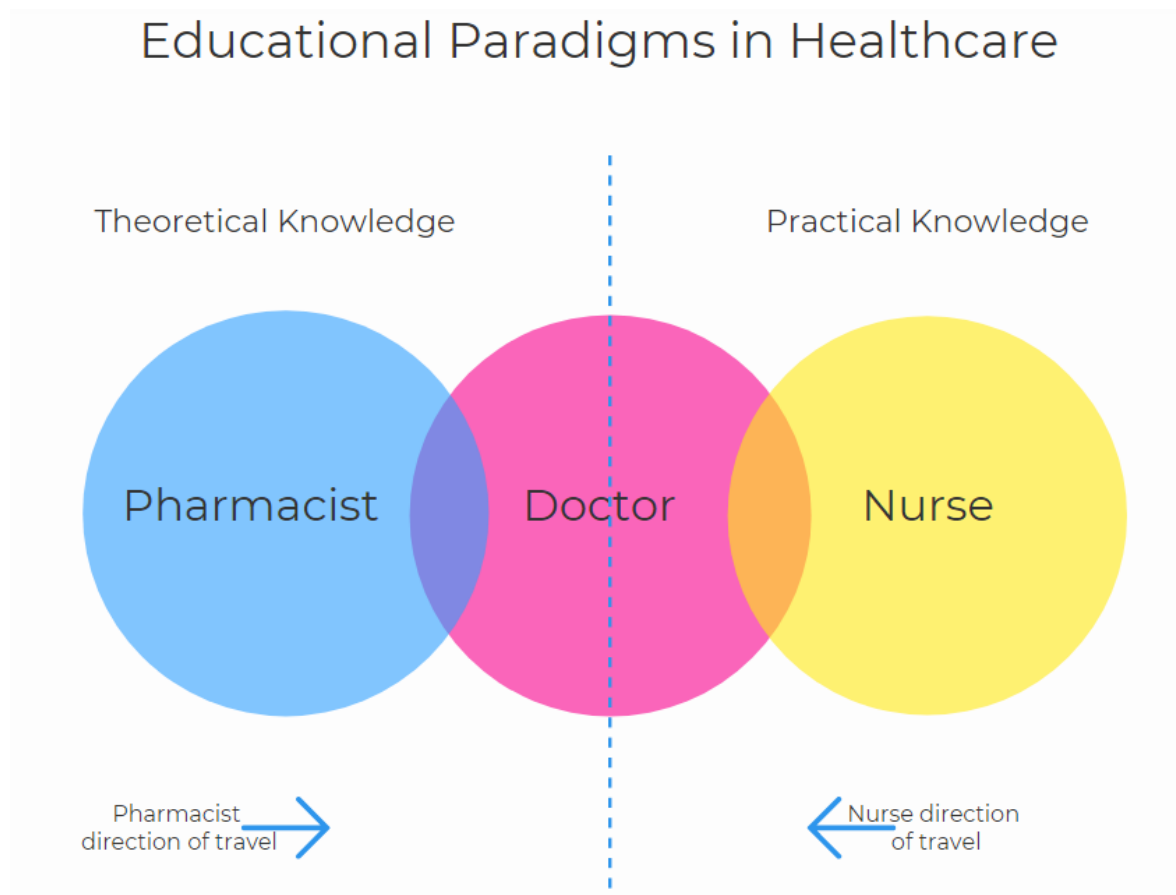 Educational Paradigms in Healthcare
Theoretical Knowledge
Practical Knowledge
Pharmacist
Doctor
Nurse
Pharmacist
direction of travel
Nurse direction
of travel